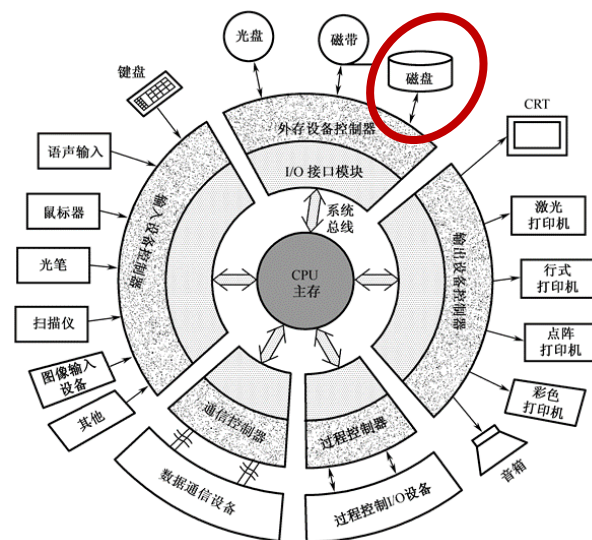 光盘
磁带
磁盘
键盘
CRT
外存设备控制器
语声输入
I/O 接口模块
系统
总线
鼠标器
激光
打印机
输入设备控制器
输出设备控制器
光笔
CPU
主存
行式
打印机
扫描仪
点阵
打印机
图像输入
设备
彩色
打印机
其他
通信控制器
过程控制器
音箱
数据通信设备
过程控制I/O设备